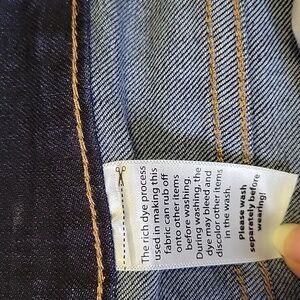 The rich dye process
used in making this
fabric can rub off
onto other items
before washing.
During washing, the
dye may bleed and
discolor other items
in the wash.
Please wash
separately before
wearing!